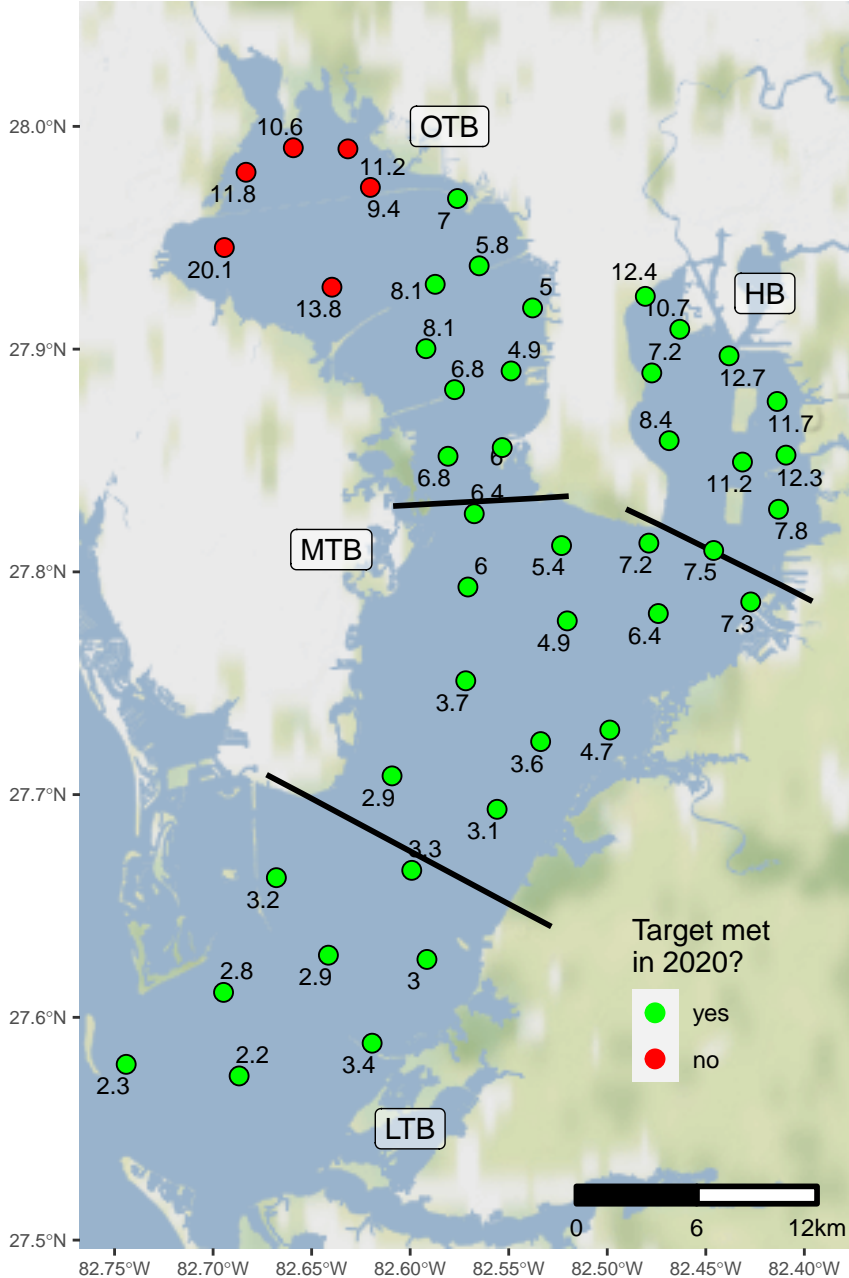 28.0°N
10.6
OTB
11.8
11.2
9.4
7
20.1
5.8
13.8
8.1
5
12.4
HB
10.7
27.9°N
8.1
6.8
4.9
7.2
12.7
8.4
11.7
6.8
6
11.2
12.3
6.4
7.8
MTB
27.8°N
6
5.4
7.2
7.5
4.9
6.4
7.3
3.7
3.6
4.7
27.7°N
2.9
3.1
3.3
3.2
Target met
in 2020?
2.8
2.9
3
yes
27.6°N
no
2.3
2.2
3.4
LTB
0
6
12km
27.5°N
82.75°W
82.70°W
82.65°W
82.60°W
82.55°W
82.50°W
82.45°W
82.40°W